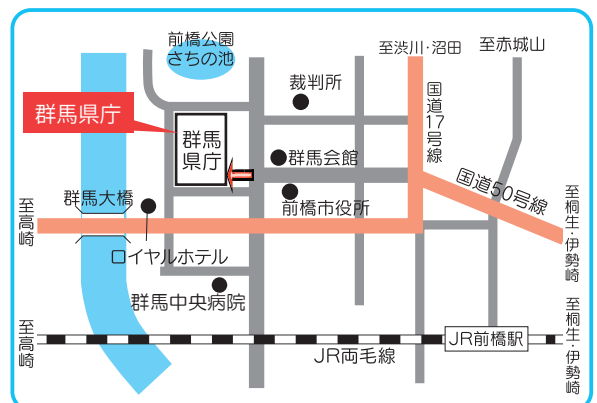 前橋公園
さちの池
至渋川・沼田
至赤城山
裁判所
国道17号線
群馬県庁
群馬
県庁
群馬会館
国道50号線
群馬大橋
前橋市役所
至高崎
至桐生・伊勢崎
ロイヤルホテル
群馬中央病院
至高崎
JR両毛線
JR前橋駅
至桐生・伊勢崎